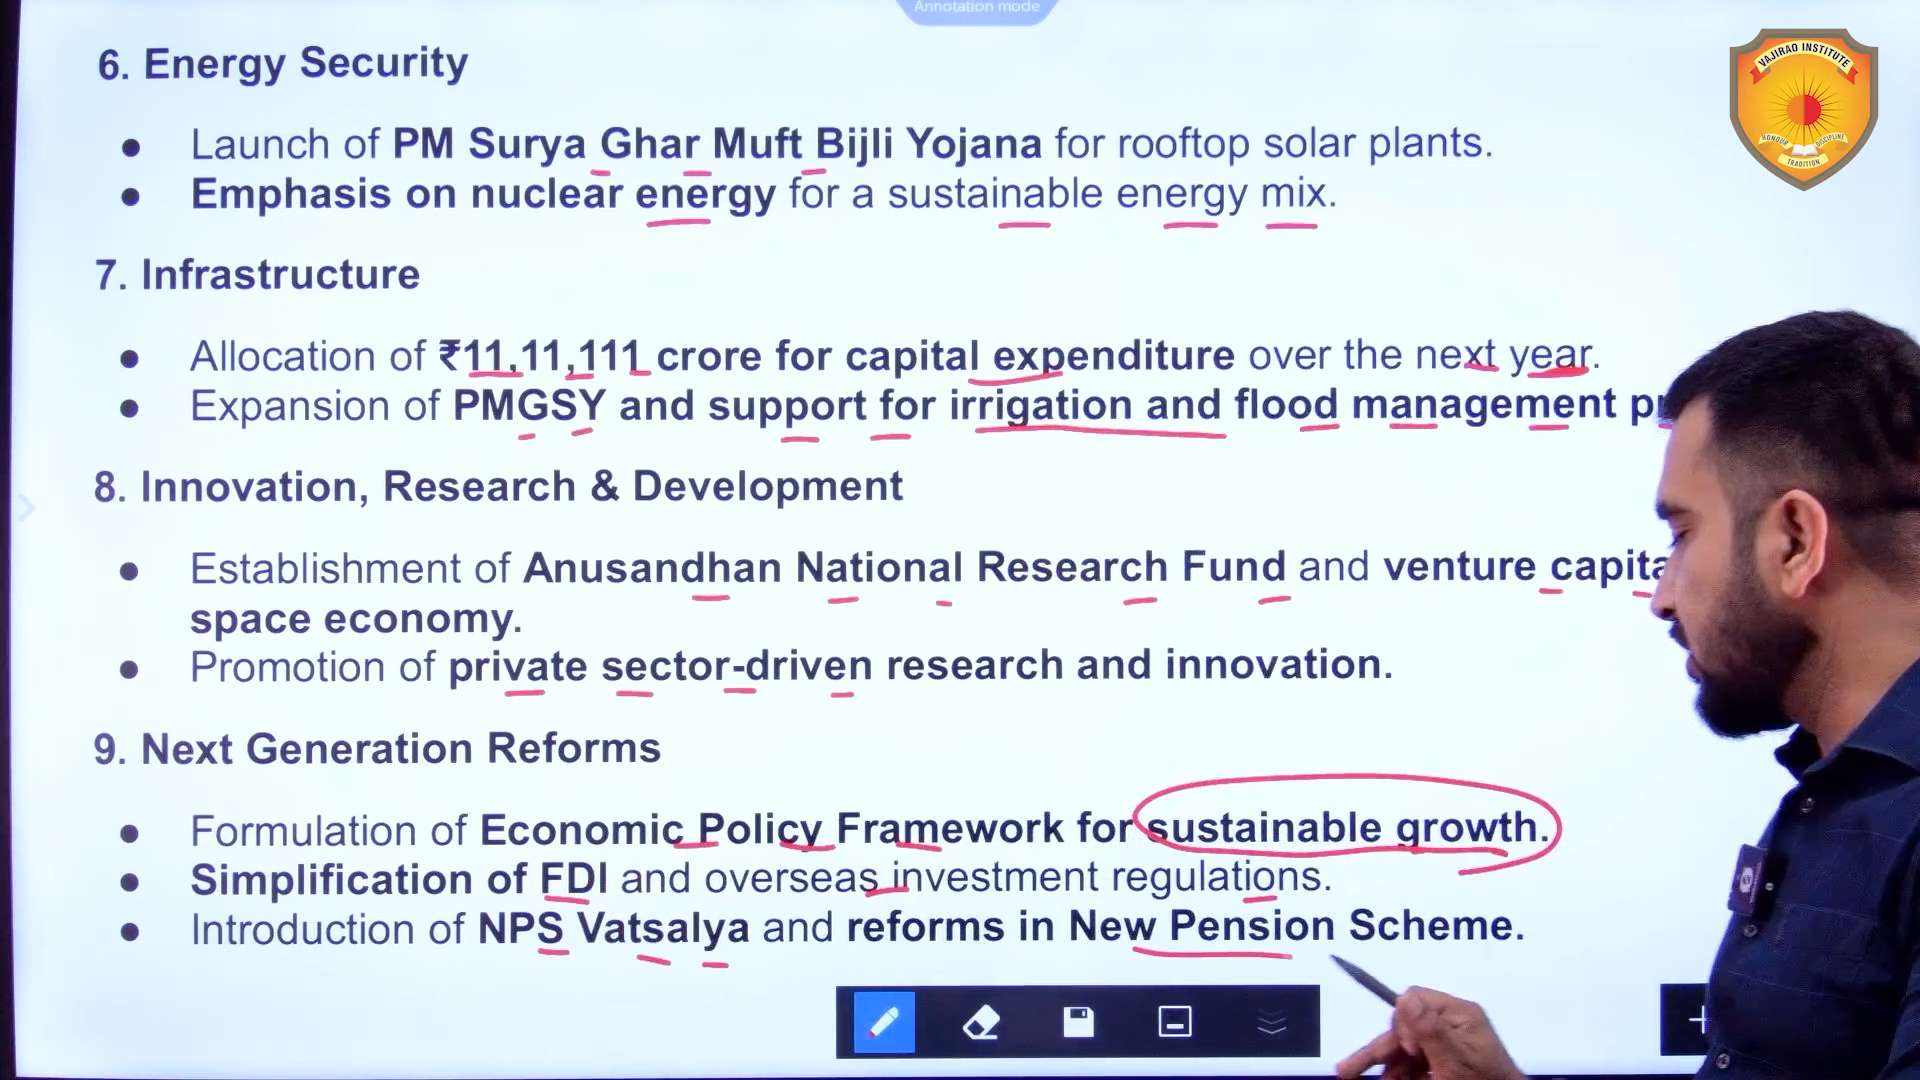 Annotation mode
6. Energy Security
VAJIRAO INSTITUTE
HONOUR DISCIPLINE
TRADITION
● Launch of PM Surya Ghar Muft Bijli Yojana for rooftop solar plants.
● Emphasis on nuclear energy for a sustainable energy mix.
7. Infrastructure
● Allocation of ₹11,11,111 crore for capital expenditure over the next year.
● Expansion of PMGSY and support for irrigation and flood management
8. Innovation, Research & Development
● Establishment of Anusandhan National Research Fund and venture
space economy.
● Promotion of private sector-driven research and innovation.
9. Next Generation Reforms
● Formulation of Economic Policy Framework for sustainable growth.
● Simplification of FDI and overseas investment regulations.
● Introduction of NPS Vatsalya and reforms in New Pension Scheme.